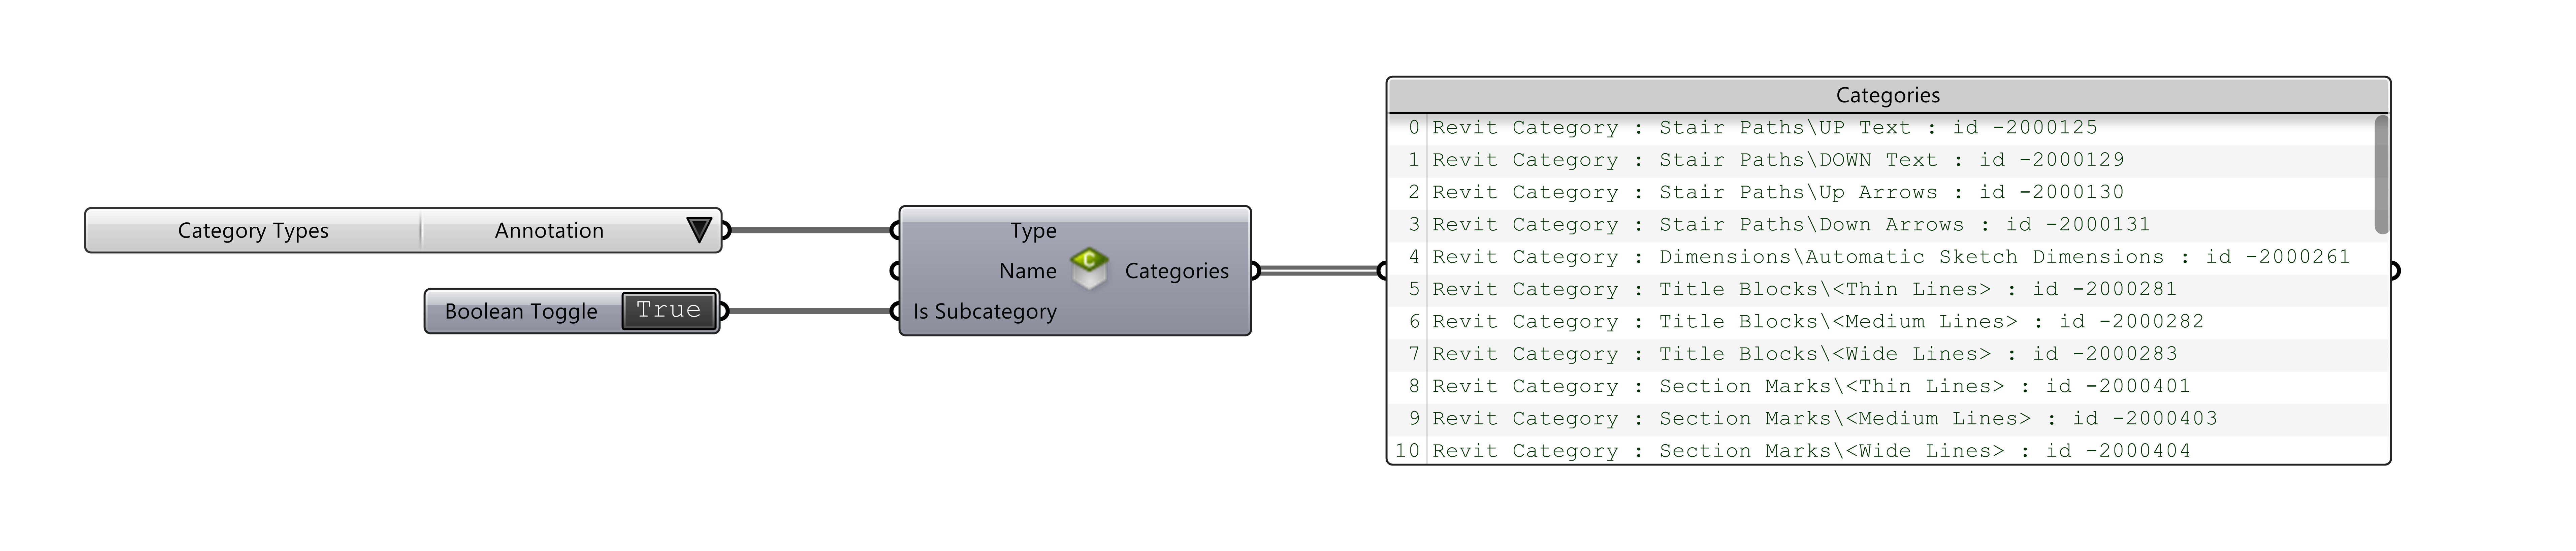 Category Types Annotation
Boolean Toggle True
Type
Name
Is Subcategory
C
Categories
Categories
0 Revit Category : Stair Paths\UP Text : id -2000125
1 Revit Category : Stair Paths\DOWN Text : id -2000129
2 Revit Category : Stair Paths\Up Arrows : id -2000130
3 Revit Category : Stair Paths\Down Arrows : id -2000131
4 Revit Category : Dimensions\Automatic Sketch Dimensions : id -2000261
5 Revit Category : Title Blocks\<Thin Lines> : id -2000281
6 Revit Category : Title Blocks\<Medium Lines> : id -2000282
7 Revit Category : Title Blocks\<Wide Lines> : id -2000283
8 Revit Category : Section Marks\<Thin Lines> : id -2000401
9 Revit Category : Section Marks\<Medium Lines> : id -2000403
10 Revit Category : Section Marks\<Wide Lines> : id -2000404